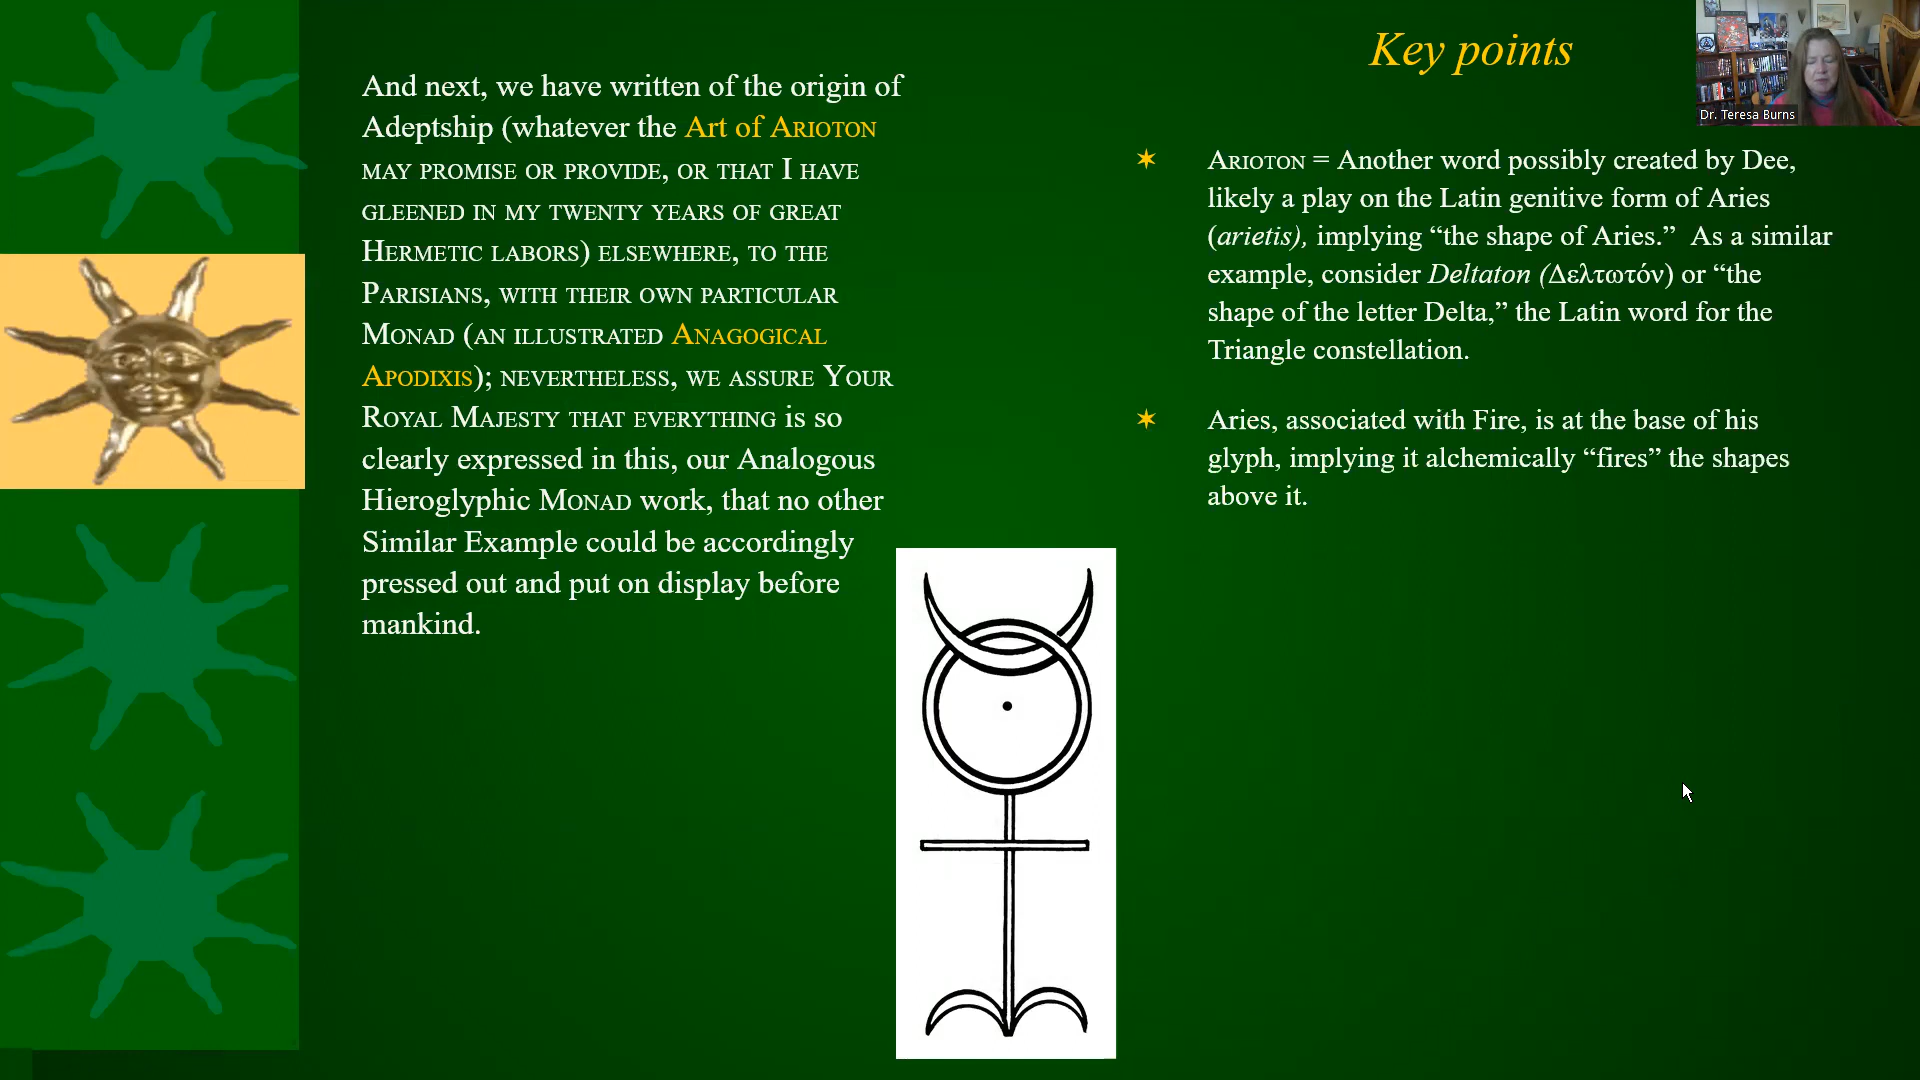 And next, we have written of the origin of
Adeptship (whatever the Art of Arioton
may promise or provide, or that I have
gleened in my twenty years of great
Hermetic labors) elsewhere, to the
Parisians, with their own particular
Monad (an illustrated Anagogical
Apodixis); nevertheless, we assure Your
Royal Majesty that everything is so
clearly expressed in this, our Analogous
Hieroglyphic Monad work, that no other
Similar Example could be accordingly
pressed out and put on display before
mankind.
Key points
Arioton = Another word possibly created by Dee,
likely a play on the Latin genitive form of Aries
(arietis), implying “the shape of Aries.” As a similar
example, consider Deltaton (Δελτωτόν) or “the
shape of the letter Delta,” the Latin word for the
Triangle constellation.
Aries, associated with Fire, is at the base of his
glyph, implying it alchemically “fires” the shapes
above it.
Dr. Teresa Burns